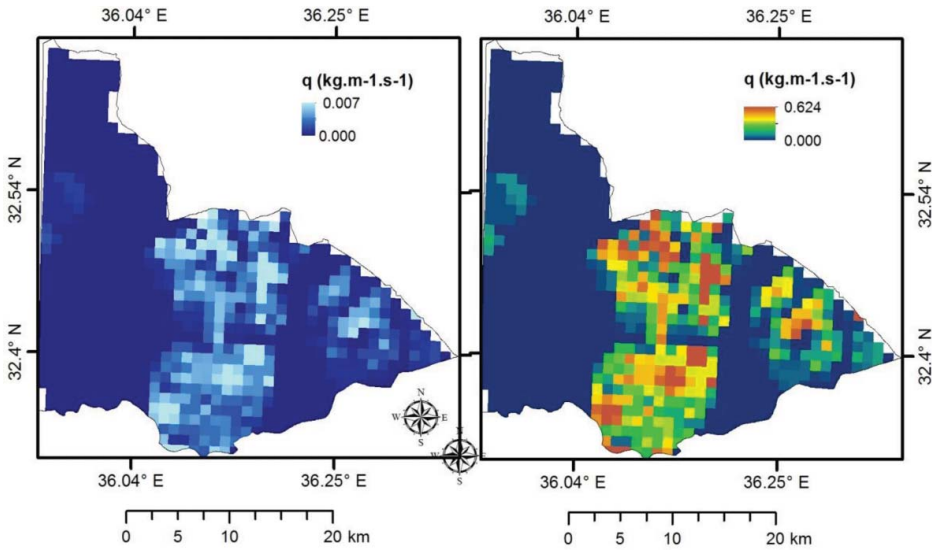 36.04° E 36.25° E 36.04° E 36.25° E
q (kg.m-1.s-1) q (kg.m-1.s-1)
0.007 0.624
0.000 0.000
32.54° N 32.54° N
32.4° N 32.4° N
N
W E
S
N
W
S
36.04° E 36.25° E 36.04° E 36.25° E
0 5 10 20 km 0 5 10 20 km